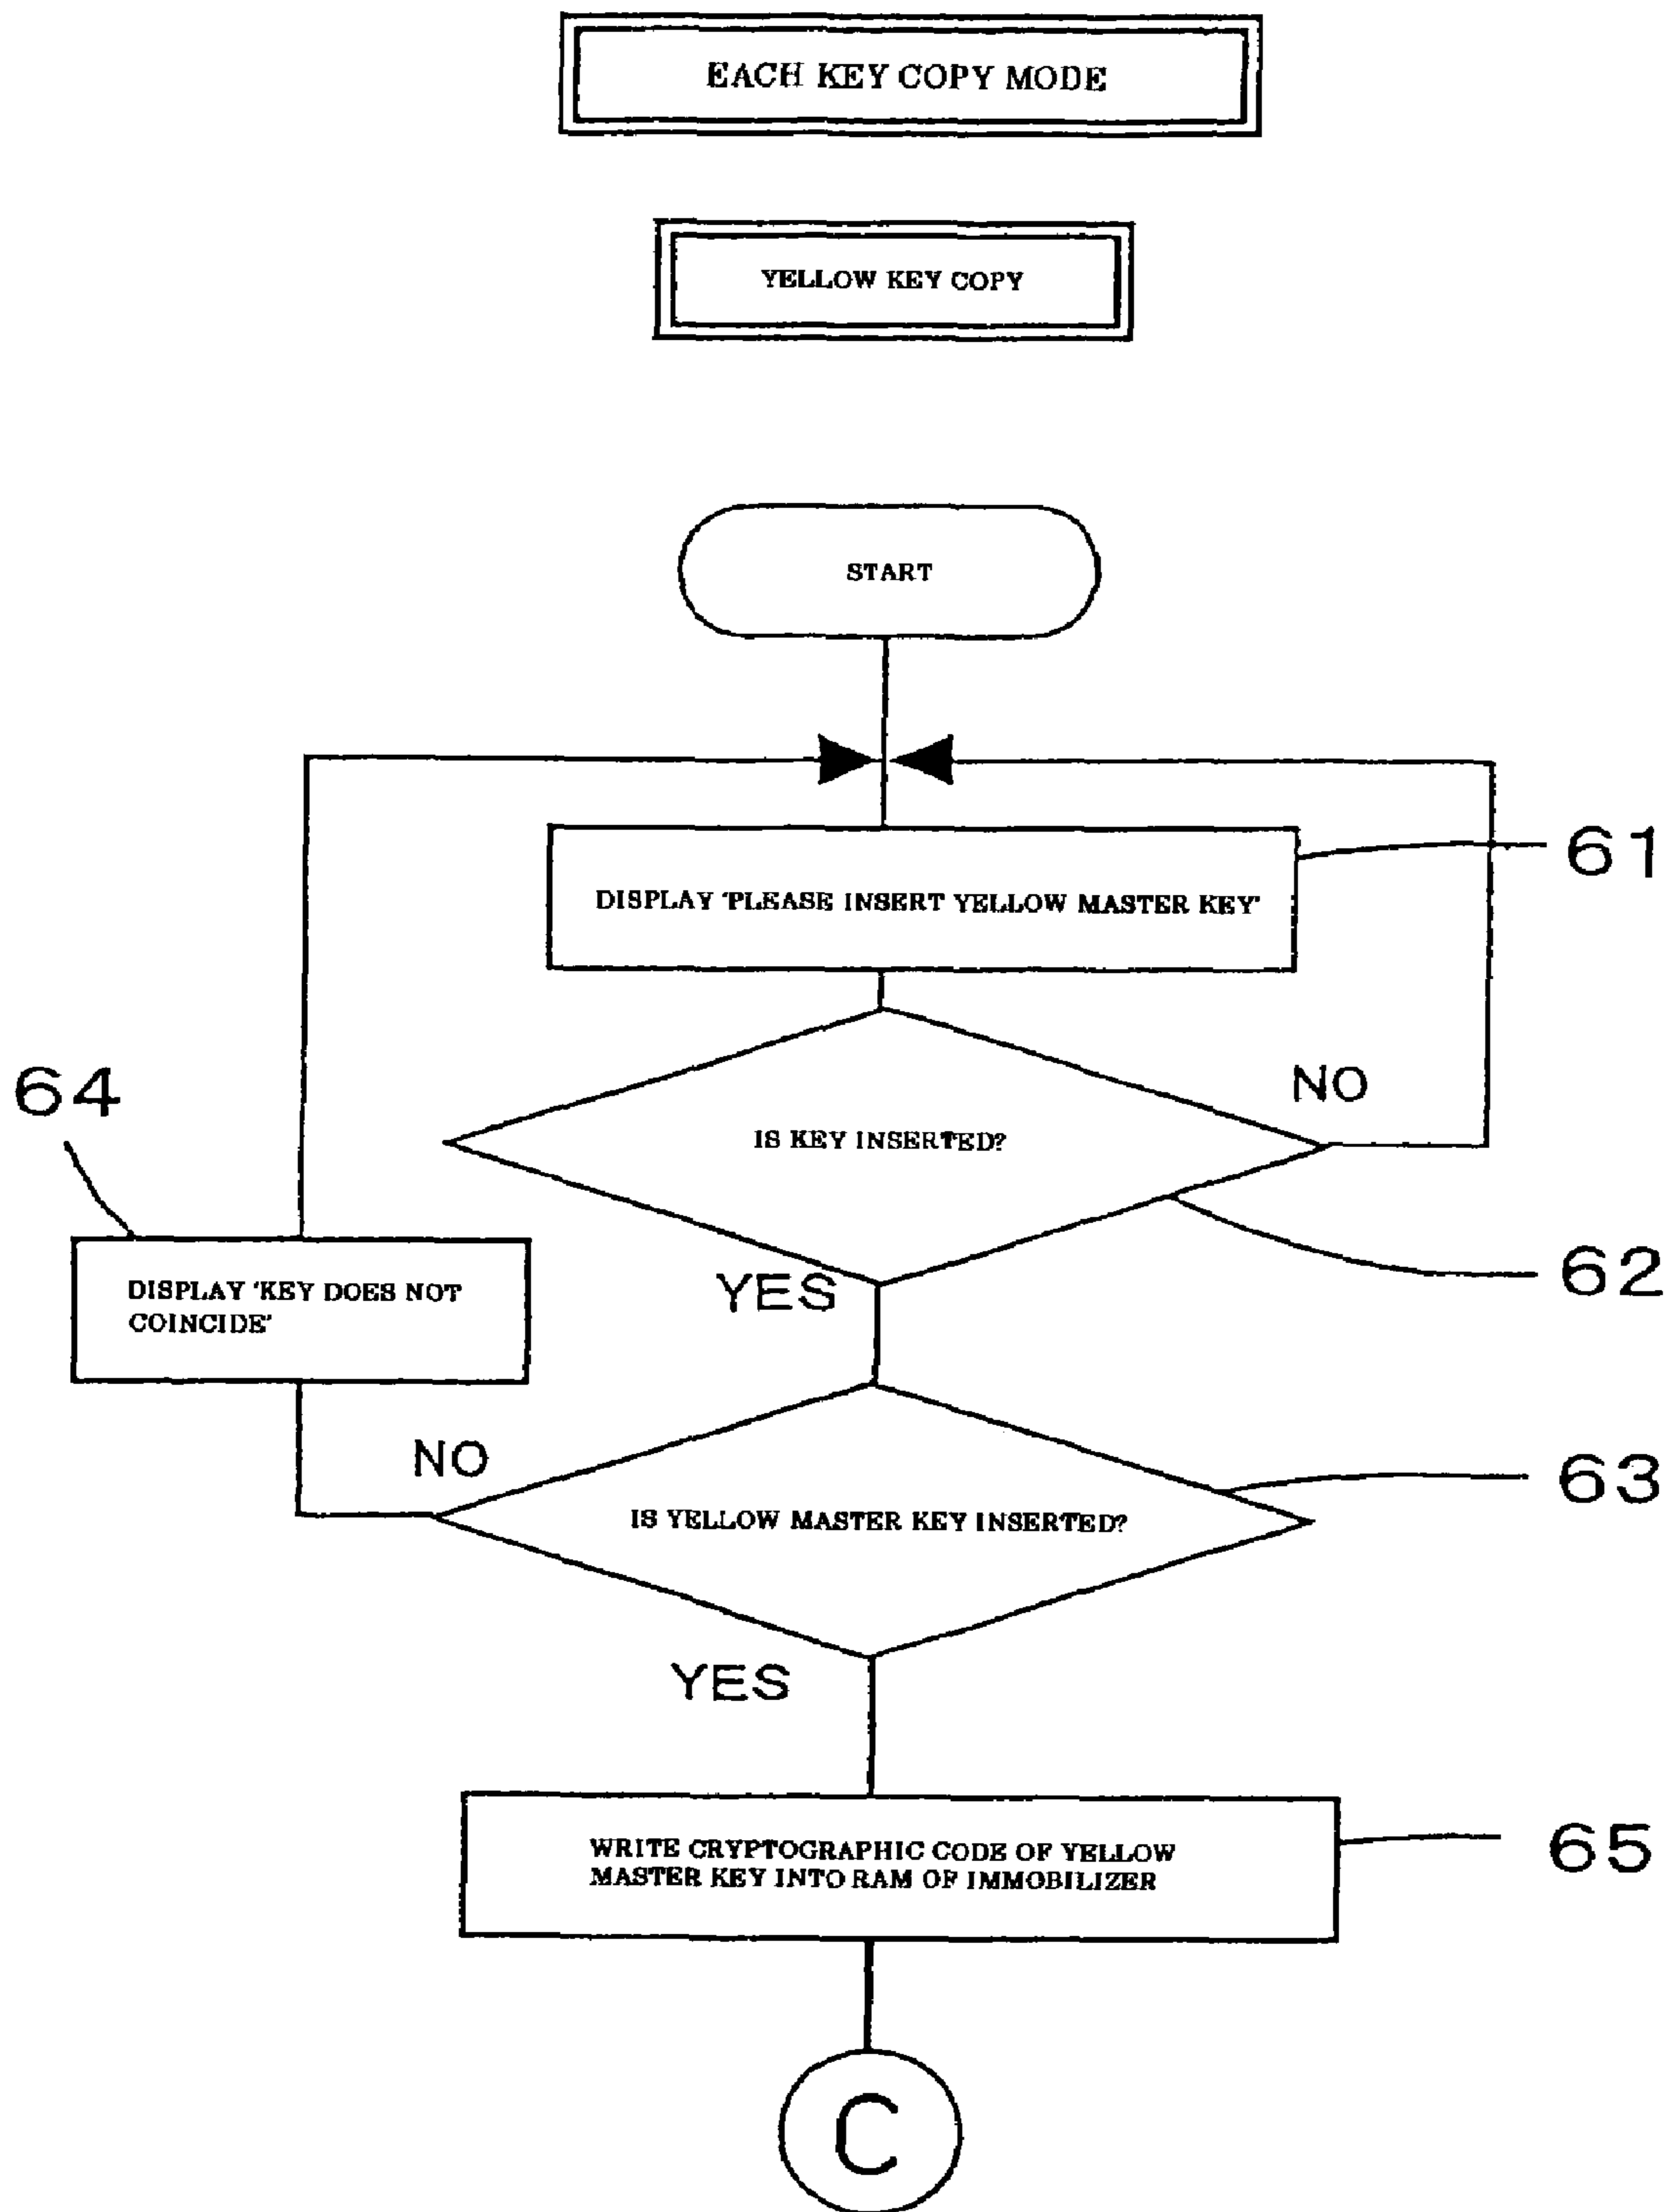 EACH KEY COPY MODE
YELLOW KEY COPY
START
61
DISPLAY 'PLEASE INSERT YELLOW MASTER KEY'
64
NO
IS KEY INSERTED?
62
YES
DISPLAY 'KEY DOES NOT
COINCIDE'
NO
63
IS YELLOW MASTER KEY INSERTED?
YES
WRITE CRYPTOGRAPHIC CODE OF YELLOW
MASTER KEY INTO RAM OF IMMOBILIZER
65
C